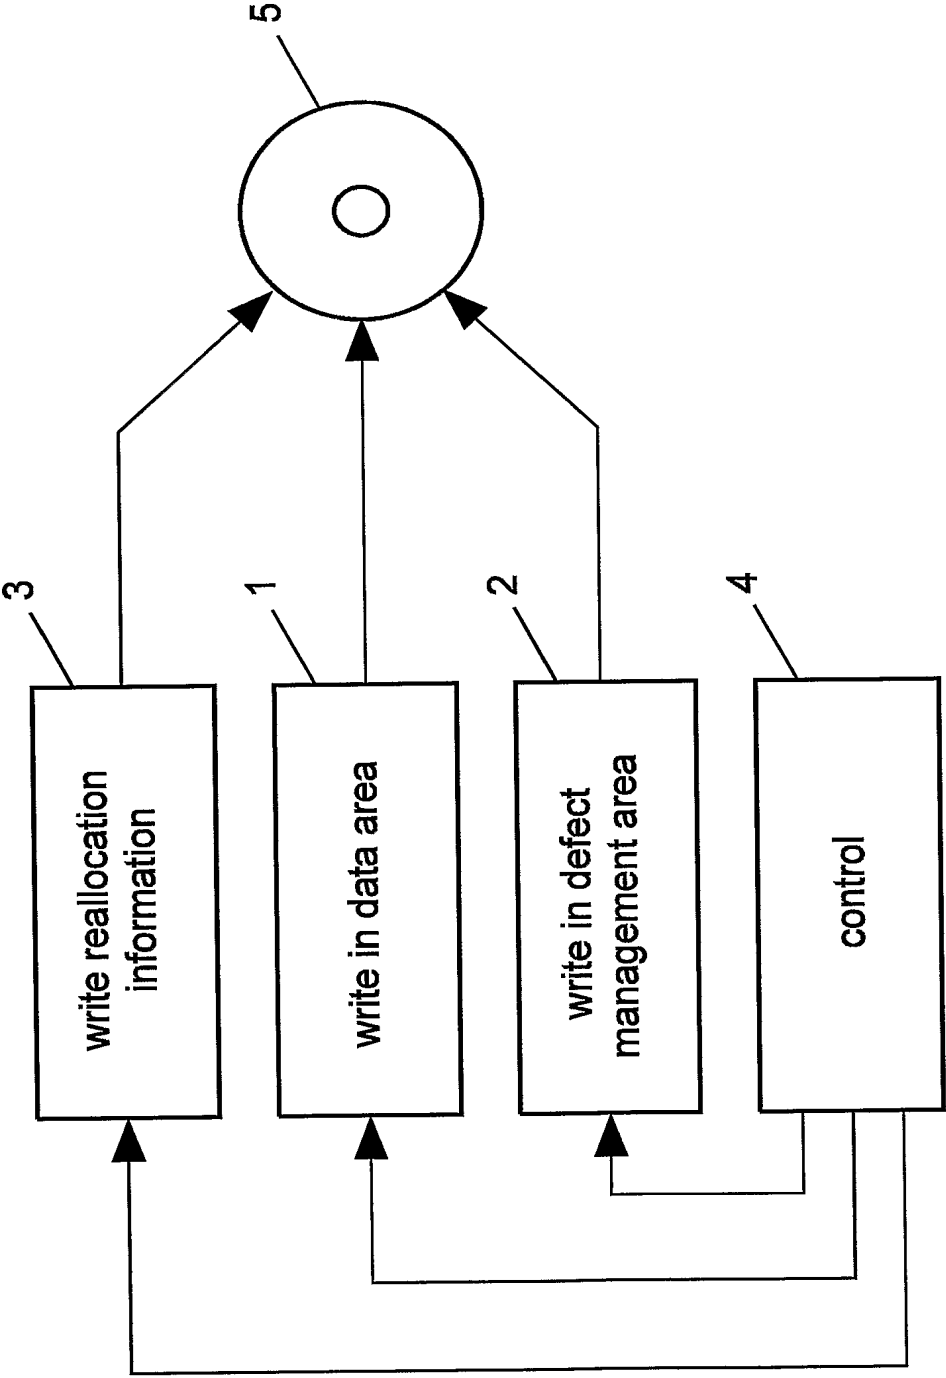 3
write reallocation
information
1
write in data area
2
write in defect
management area
4
control
5